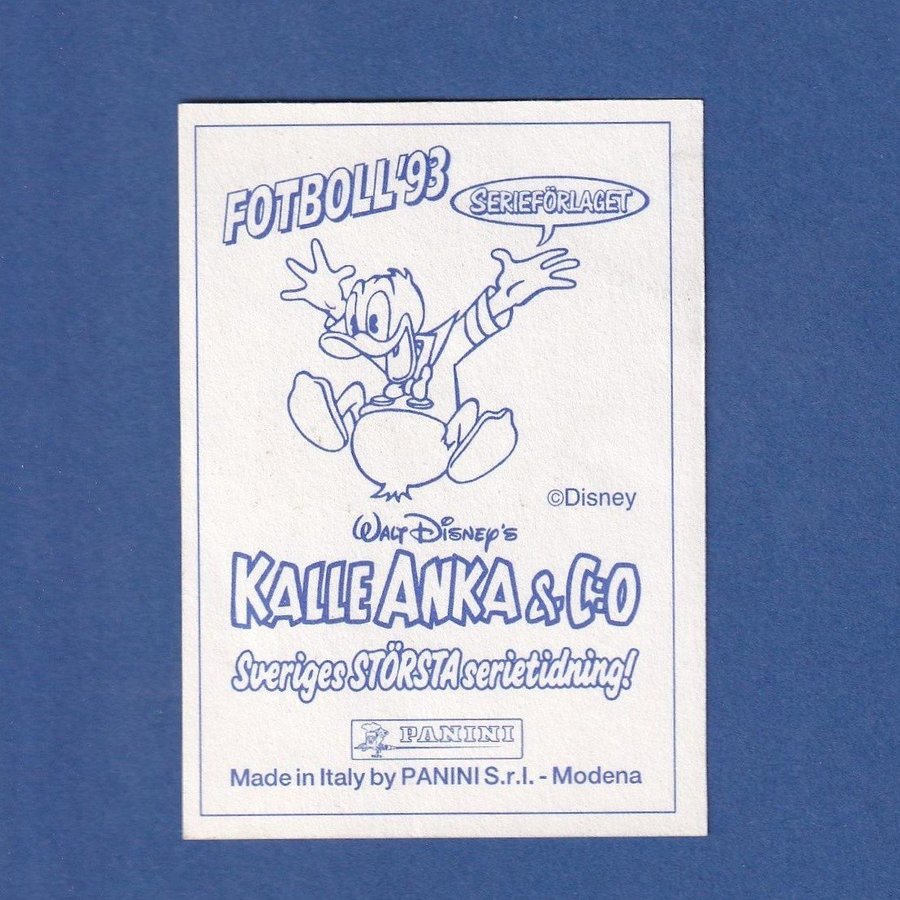 FOTBOLL'93
SERIEFÖRLAGET
©Disney
WALT DISNEY'S
KALLE ANKA & C:O
Sveriges STÖRSTA serietidning!
PANINI
Made in Italy by PANINI S.r.l. - Modena